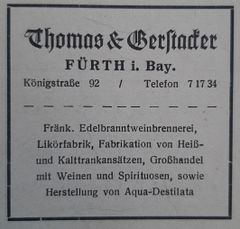 Thomas & Gerstacker
FÜRTH i. Bay.
Königstraße 92 / Telefon 7 17 34
Fränk. Edelbranntweinbrennerei,
Likörfabrik, Fabrikation von Heiß-
und Kalttrankansätzen, Großhandel
mit Weinen und Spirituosen, sowie
Herstellung von Aqua-Destilata